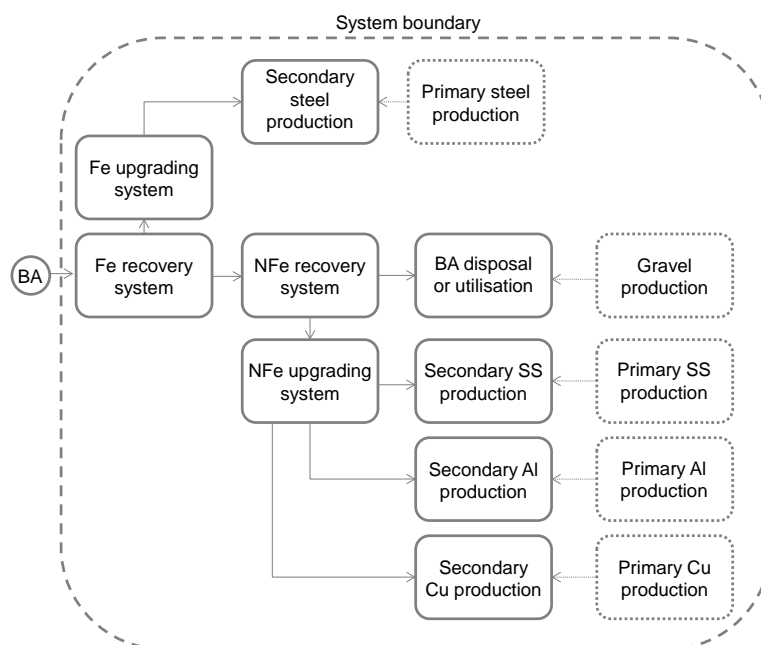 System boundary
Secondary
steel
production
Primary steel
production
Fe upgrading
system
BA
Fe recovery
system
NFe recovery
system
BA disposal
or utilisation
Gravel
production
NFe upgrading
system
Secondary SS
production
Primary SS
production
Secondary Al
production
Primary Al
production
Secondary
Cu production
Primary Cu
production